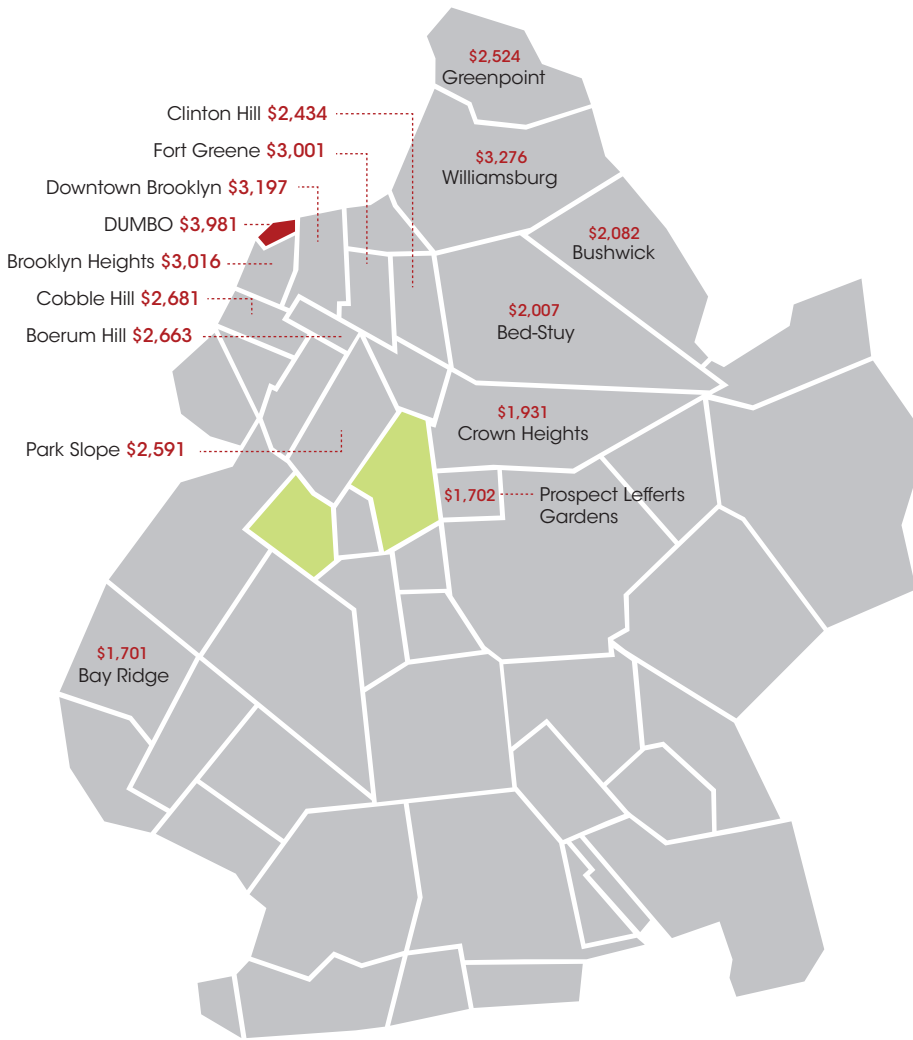 $2,524
Greenpoint
Clinton Hill $2,434
Fort Greene $3,001
$3,276
Williamsburg
Downtown Brooklyn $3,197
DUMBO $3,981
$2,082
Bushwick
Brooklyn Heights $3,016
Cobble Hill $2,681
$2,007
Bed-Stuy
Boerum Hill $2,663
$1,931
Crown Heights
Park Slope $2,591
$1,702 Prospect Lefferts
Gardens
$1,701
Bay Ridge